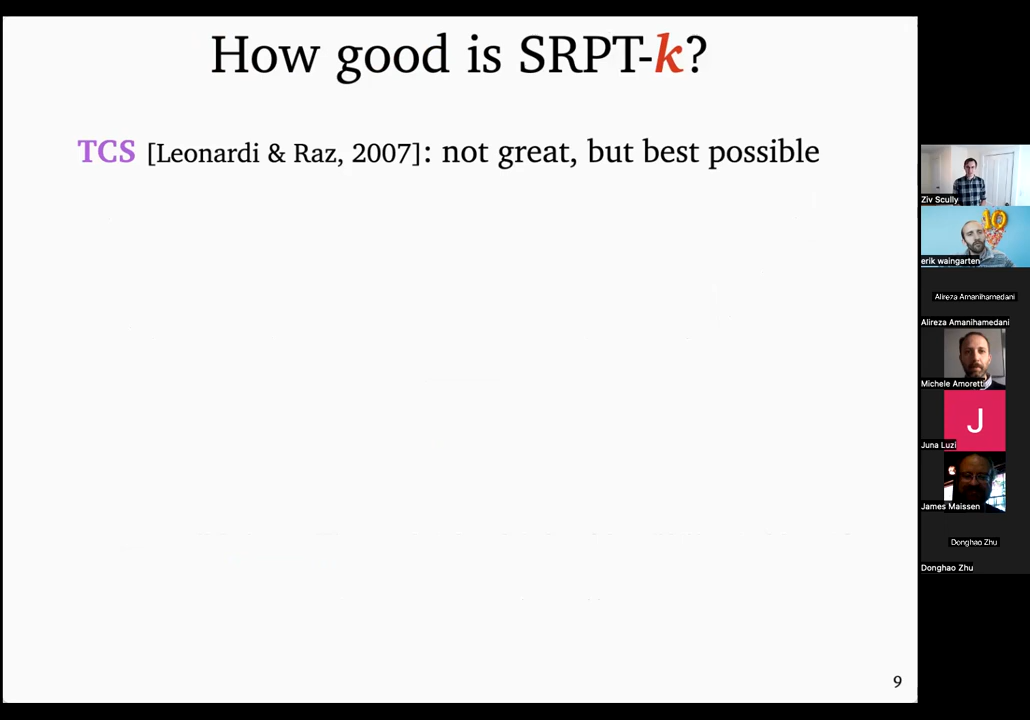 How good is SRPT-k?
TCS [Leonardi & Raz, 2007]: not great, but best possible
9
Ziv Scully
10
erik waingarten
Alireza Amanihamedani
Alireza Amanihamedani
Michele Amoretti
J
Juna Luzi
James Maissen
Donghao Zhu
Donghao Zhu